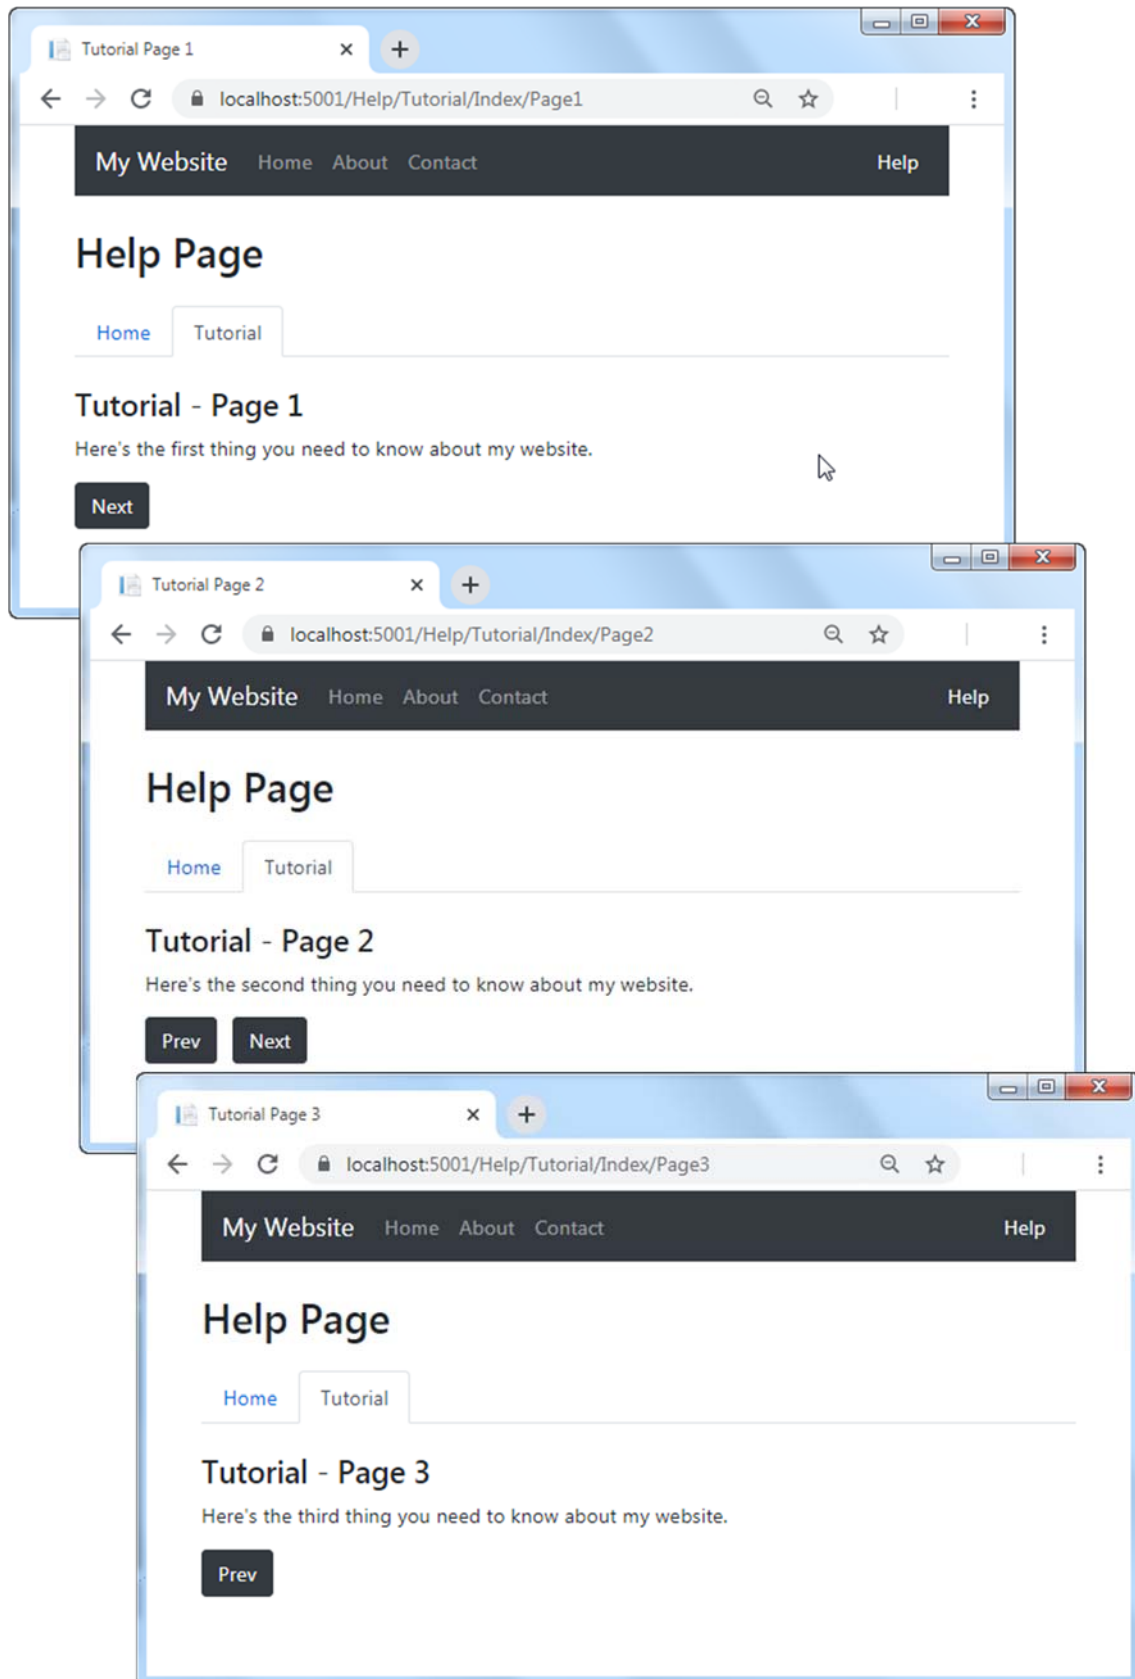 Tutorial Page 1
localhost:5001/Help/Tutorial/Index/Page1
My Website Home About Contact Help
Help Page
Home Tutorial
Tutorial - Page 1
Here's the first thing you need to know about my website.
Next
Tutorial Page 2
localhost:5001/Help/Tutorial/Index/Page2
My Website Home About Contact Help
Help Page
Home Tutorial
Tutorial - Page 2
Here's the second thing you need to know about my website.
Prev Next
Tutorial Page 3
localhost:5001/Help/Tutorial/Index/Page3
My Website Home About Contact Help
Help Page
Home Tutorial
Tutorial - Page 3
Here's the third thing you need to know about my website.
Prev